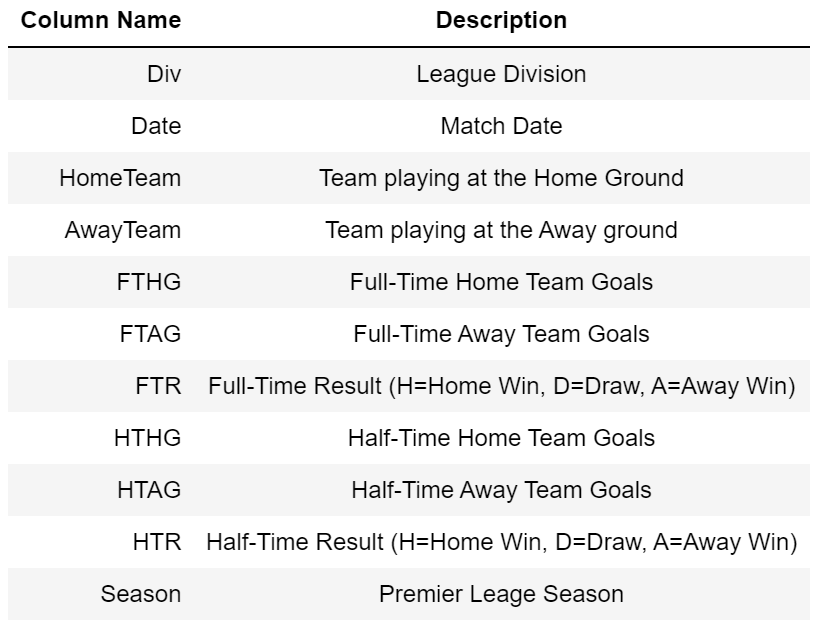 Column Name Description
Div League Division
Date Match Date
HomeTeam Team playing at the Home Ground
AwayTeam Team playing at the Away ground
FTHG Full-Time Home Team Goals
FTAG Full-Time Away Team Goals
FTR Full-Time Result (H=Home Win, D=Draw, A=Away Win)
HTHG Half-Time Home Team Goals
HTAG Half-Time Away Team Goals
HTR Half-Time Result (H=Home Win, D=Draw, A=Away Win)
Season Premier Leage Season